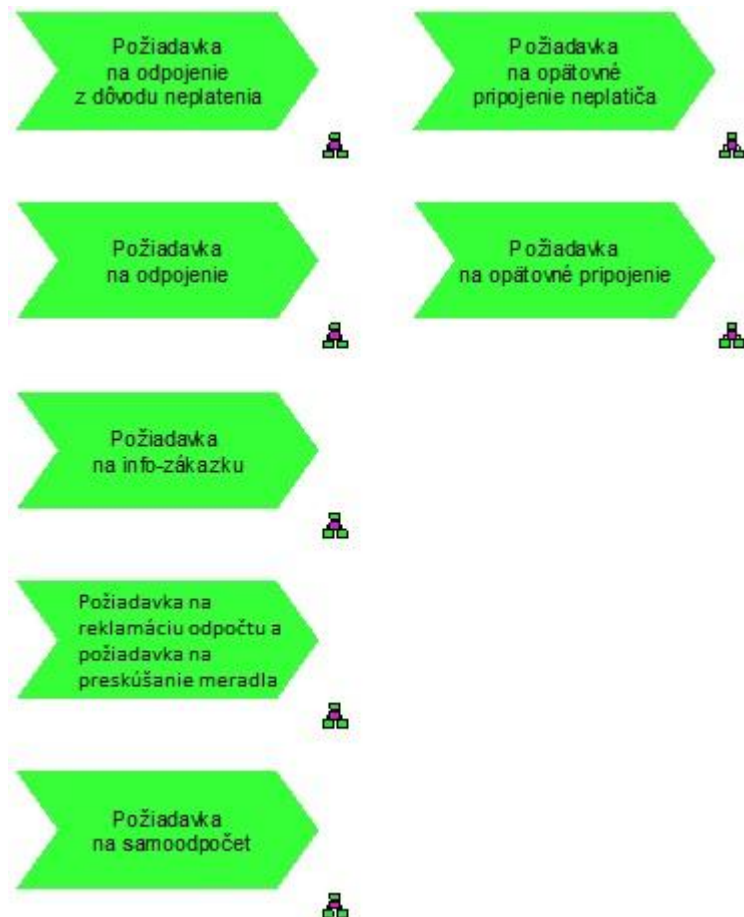 Požiadavka
na odpojenie
z dôvodu neplatenia
Požiadavka
na opätovné
pripojenie neplatiča
Požiadavka
na odpojenie
Požiadavka
na opätovné pripojenie
Požiadavka
na info-zákazku
Požiadavka na
reklamáciu odpočtu a
požiadavka na
preskúšanie meradla
Požiadavka
na samoodpočet